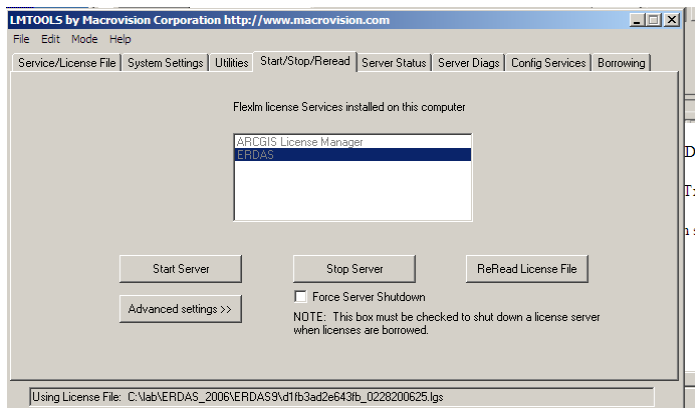 LMTOOLS by Macrovision Corporation http://www.macrovision.com
File Edit Mode Help
Service/License File System Settings Utilities Start/Stop/Reread Server Status Server Diags Config Services Borrowing
Flexlm license Services installed on this computer
ARCGIS License Manager
ERDAS
Start Server Stop Server ReRead License File
Advanced settings >>
Force Server Shutdown
NOTE: This box must be checked to shut down a license server
when licenses are borrowed.
Using License File: C:\lab\ERDAS_2006\ERDAS9\d1fb3ad2e643fb_0228200625.lgs